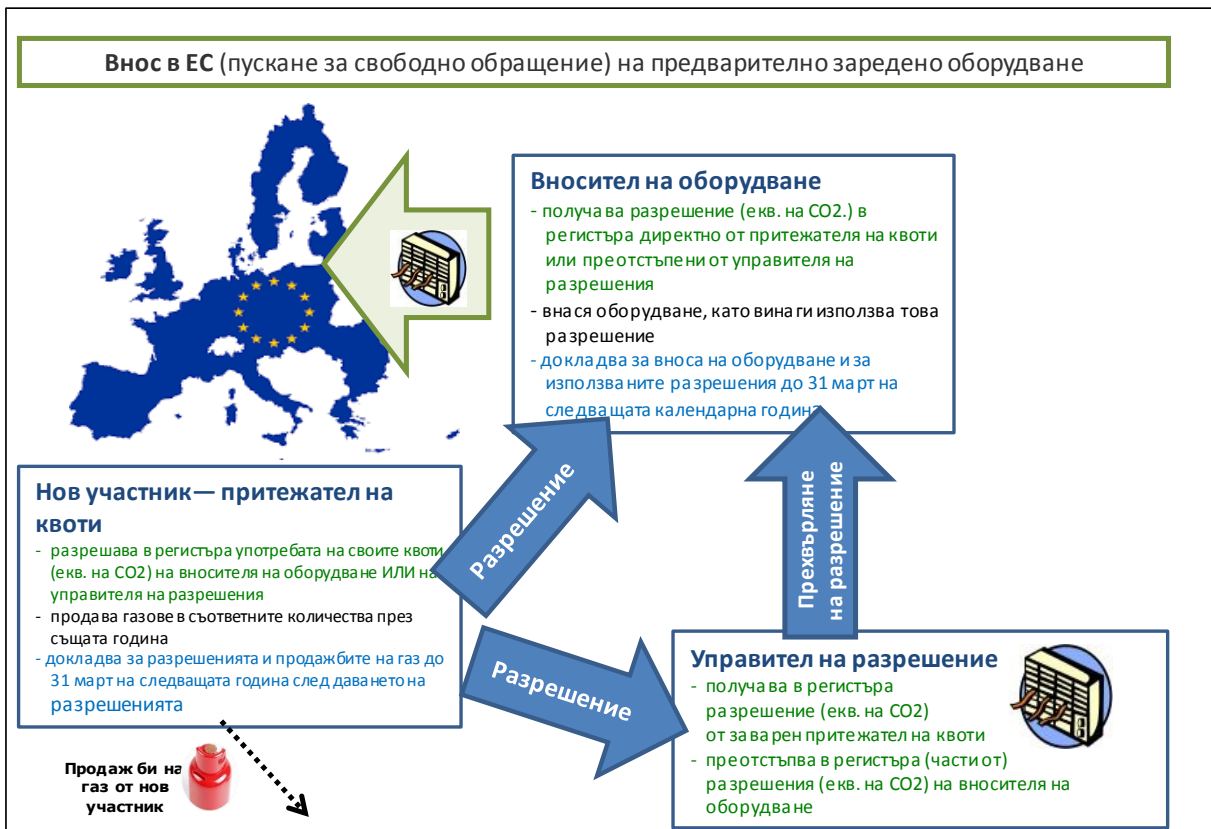 Внос в ЕС (пускане за свободно обращение) на предварително заредено оборудване
Вносител на оборудване
- получава разрешение (екв. на CO2.) в
регистъра директно от притежателя на квоти
или преотстъпени от управителя на
разрешения
- внася оборудване, като винаги използва това
разрешение
- докладва за вноса на оборудване и за
използваните разрешения до 31 март на
следващата календарна година
Нов участник— притежател на
квоти
- разрешава в регистъра употребата на своите квоти
(екв. на CO2) на вносителя на оборудване ИЛИ на
управителя на разрешения
- продава газове в съответните количества през
същата година
- докладва за разрешенията и продажбите на газ до
31 март на следващата година след даването на
разрешенията
Разрешение
Разрешение
Прехвърляне
на разрешение
Управител на разрешение
- получава в регистъра
разрешение (екв. на CO2)
от заварен притежател на квоти
- преотстъпва в регистъра (части от)
разрешения (екв. на CO2) на вносителя на
оборудване
Продажби на
газ от нов
участник